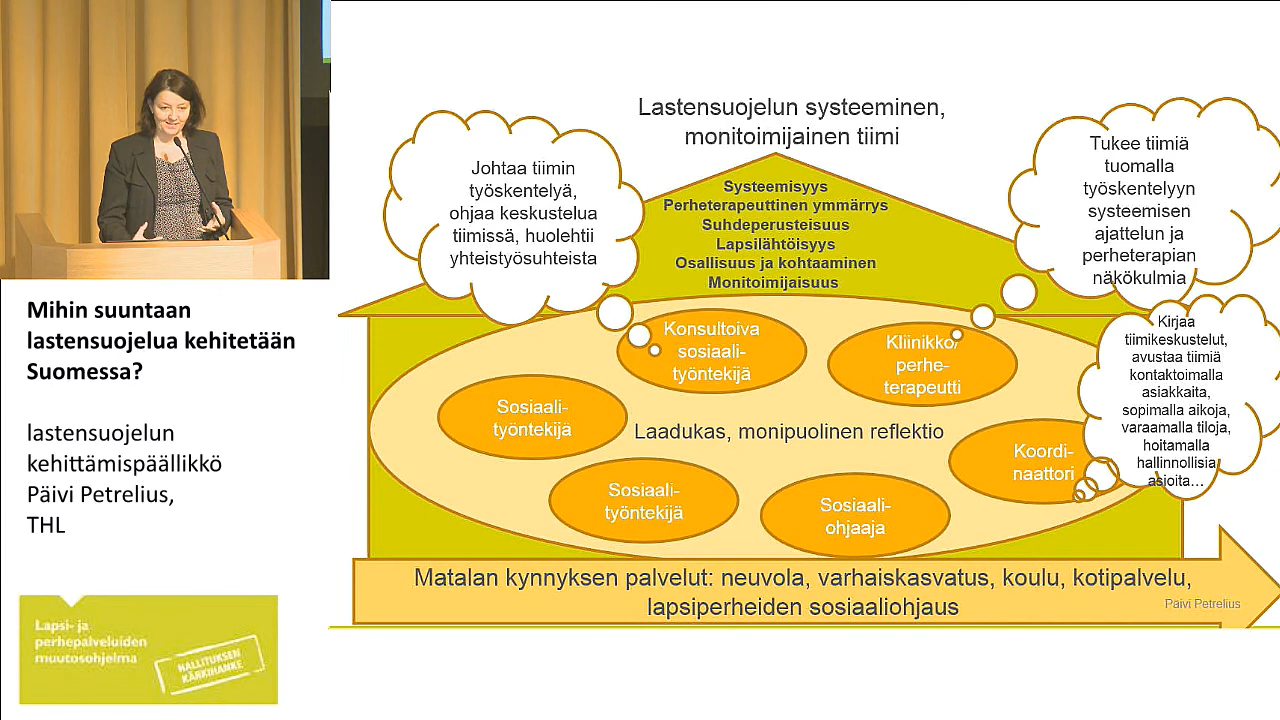 Mihin suuntaan
lastensuojelua kehitetään
Suomessa?
lastensuojelun
kehittämispäällikkö
Päivi Petrelius,
THL
Lapsi- ja
perhepalveluiden
muutosohjelma
HALLITUKSEN
KÄRKIHANKE
Lastensuojelun systeeminen,
monitoimijainen tiimi
Johtaa tiimin
työskentelyä,
ohjaa keskustelua
tiimissä, huolehtii
yhteistyösuhteista
Systeemisyys
Perheterapeuttinen ymmärrys
Suhdeperusteisuus
Lapsilähtöisyys
Osallisuus ja kohtaaminen
Monitoimijaisuus
Tukee tiimiä
tuomalla
työskentelyyn
systeemisen
ajattelun ja
perheterapian
näkökulmia
Konsultoiva
sosiaali-
työntekijä
Kliinikko/
perhe-
terapeutti
Kirjaa
tiimikeskustelut,
avustaa tiimiä
kontaktoimalla
asiakkaita,
sopimalla aikoja,
varaamalla tiloja,
hoitamalla
hallinnollisia
asioita…
Sosiaali-
työntekijä
Laadukas, monipuolinen reflektio
Koordi-
naattori
Sosiaali-
työntekijä
Sosiaali-
ohjaaja
Matalan kynnyksen palvelut: neuvola, varhaiskasvatus, koulu, kotipalvelu,
lapsiperheiden sosiaaliohjaus
Päivi Petrelius